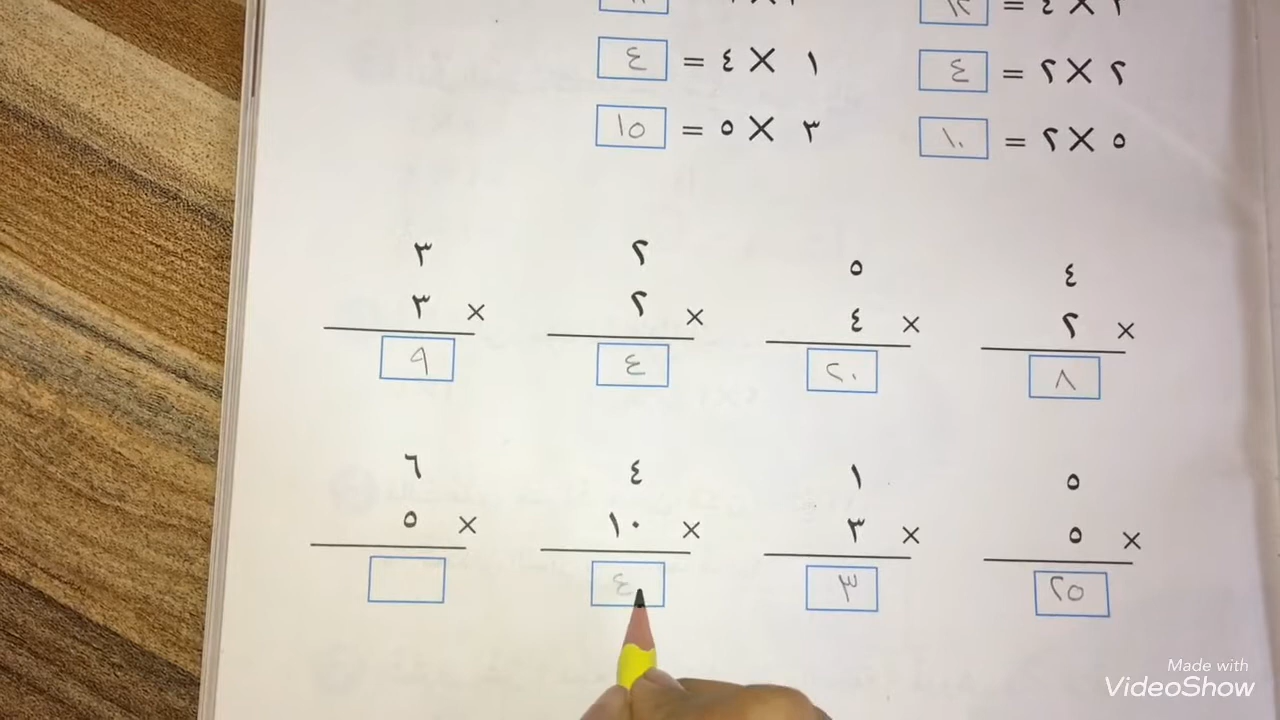 ٢ × ٢ = ٤    ١ × ٤ = ٤
٥ × ٢ = ١٠    ٣ × ٥ = ١٥
٤    ٥    ٢    ٣
× ٢    × ٤    × ٢    × ٣
٨    ٢٠    ٤    ٩
٥    ١    ٤    ٦
× ٥    × ٣    × ١٠    × ٥
٢٥    ٣    ٤
Made with
VideoShow